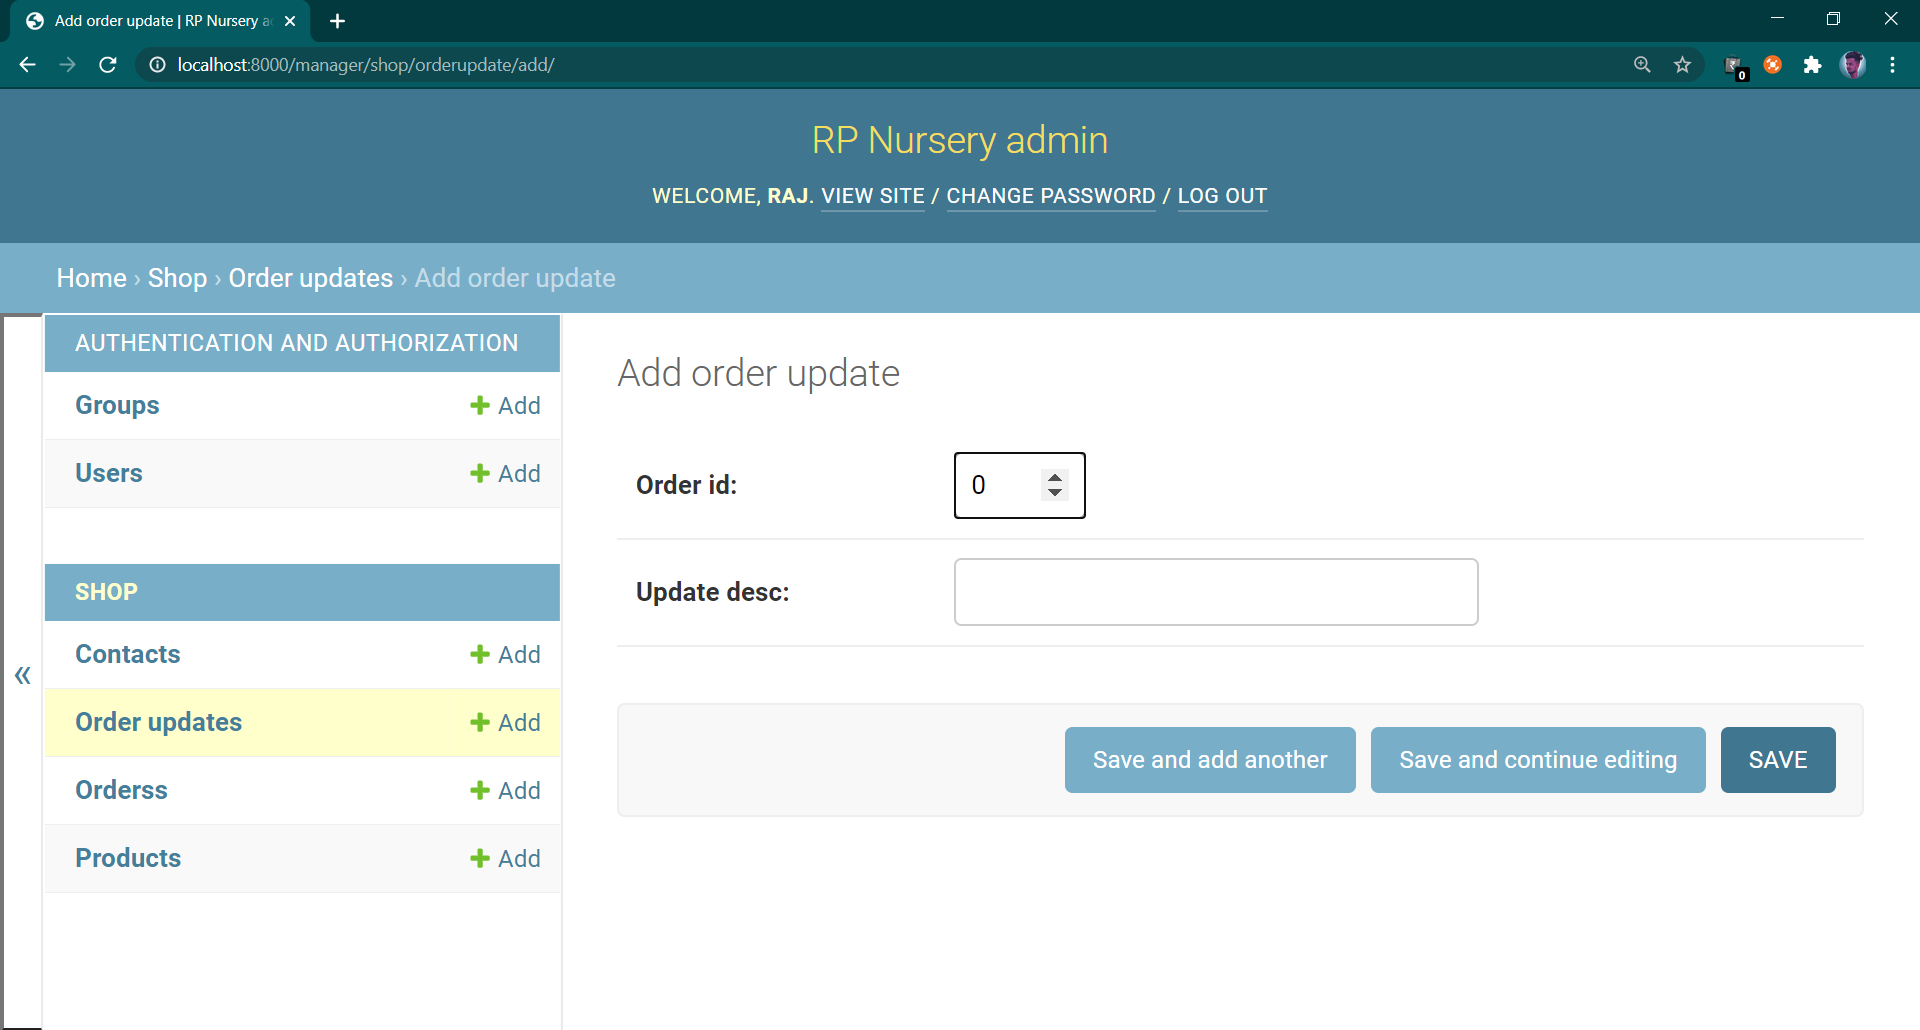 Add order update | RP Nursery a
localhost:8000/manager/shop/orderupdate/add/
0
RP Nursery admin
WELCOME, RAJ. VIEW SITE / CHANGE PASSWORD / LOG OUT
Home › Shop › Order updates › Add order update
AUTHENTICATION AND AUTHORIZATION
Groups Add
Users Add
SHOP
Contacts Add
Order updates Add
Orderss Add
Products Add
«
Add order update
Order id: 0
Update desc:
Save and add another Save and continue editing SAVE